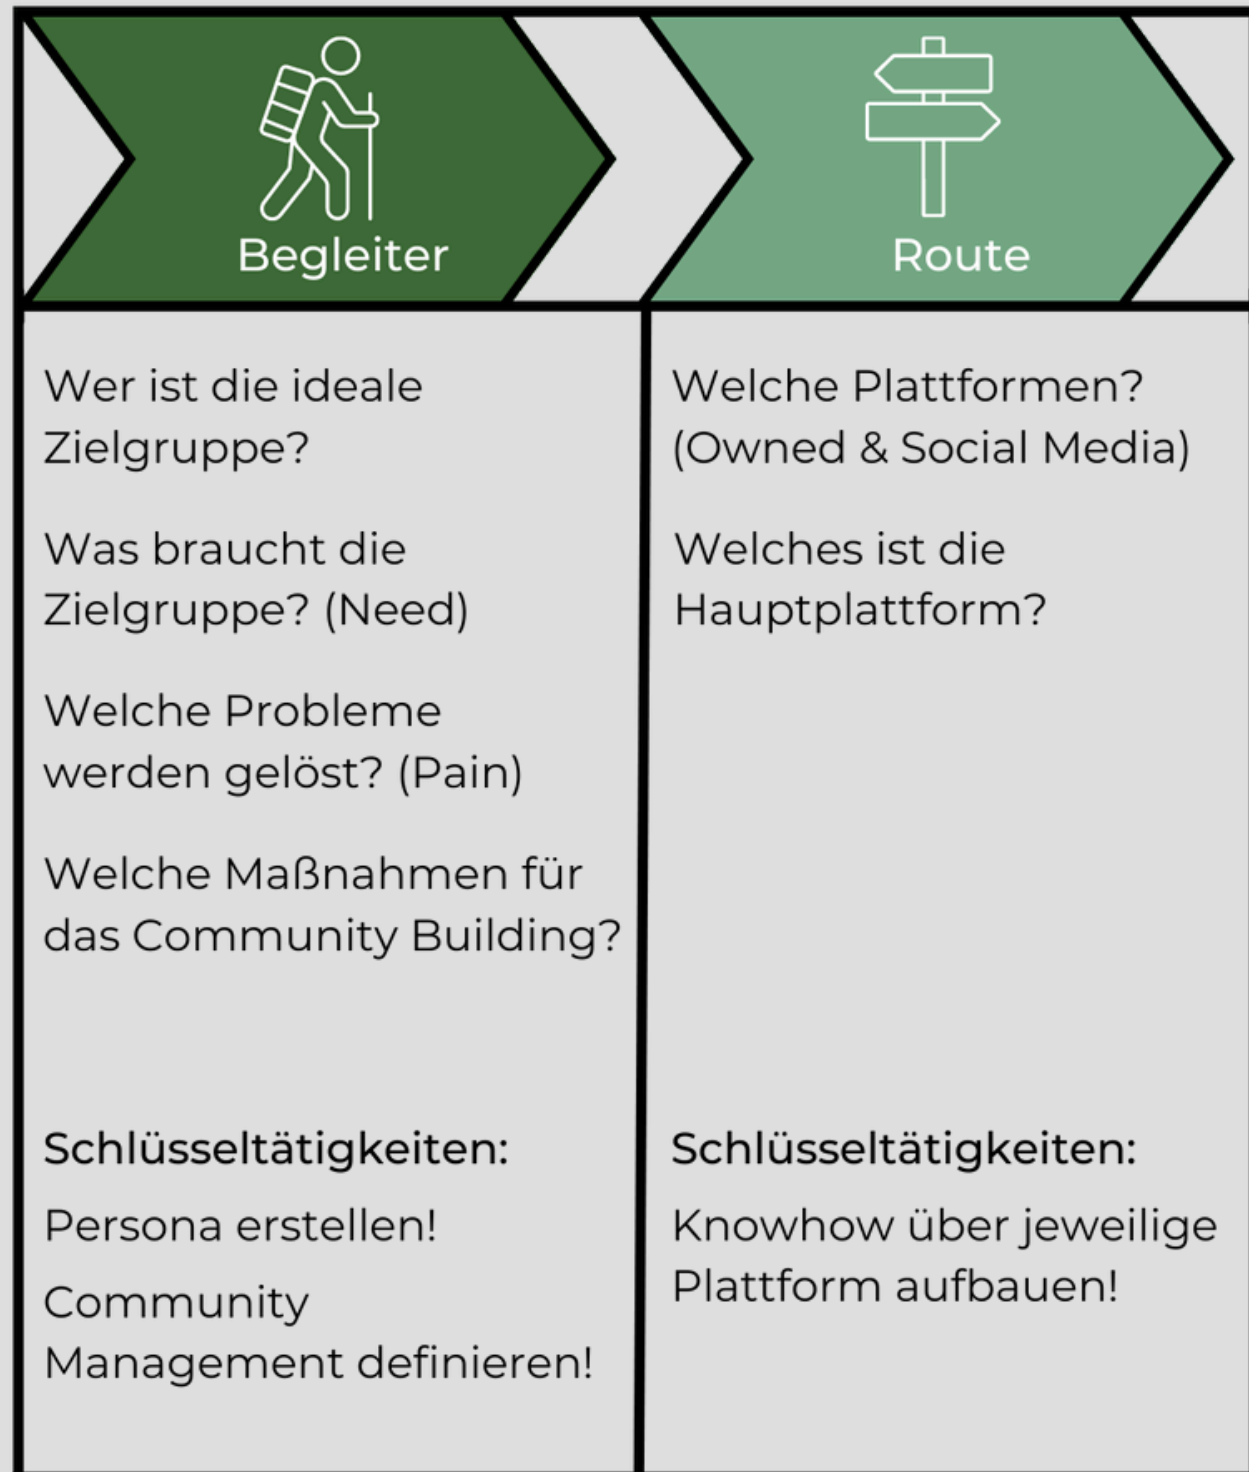 Begleiter
Wer ist die ideale
Zielgruppe?
Was braucht die
Zielgruppe? (Need)
Welche Probleme
werden gelöst? (Pain)
Welche Maßnahmen für
das Community Building?
Schlüsseltätigkeiten:
Persona erstellen!
Community
Management definieren!
Route
Welche Plattformen?
(Owned & Social Media)
Welches ist die
Hauptplattform?
Schlüsseltätigkeiten:
Knowhow über jeweilige
Plattform aufbauen!